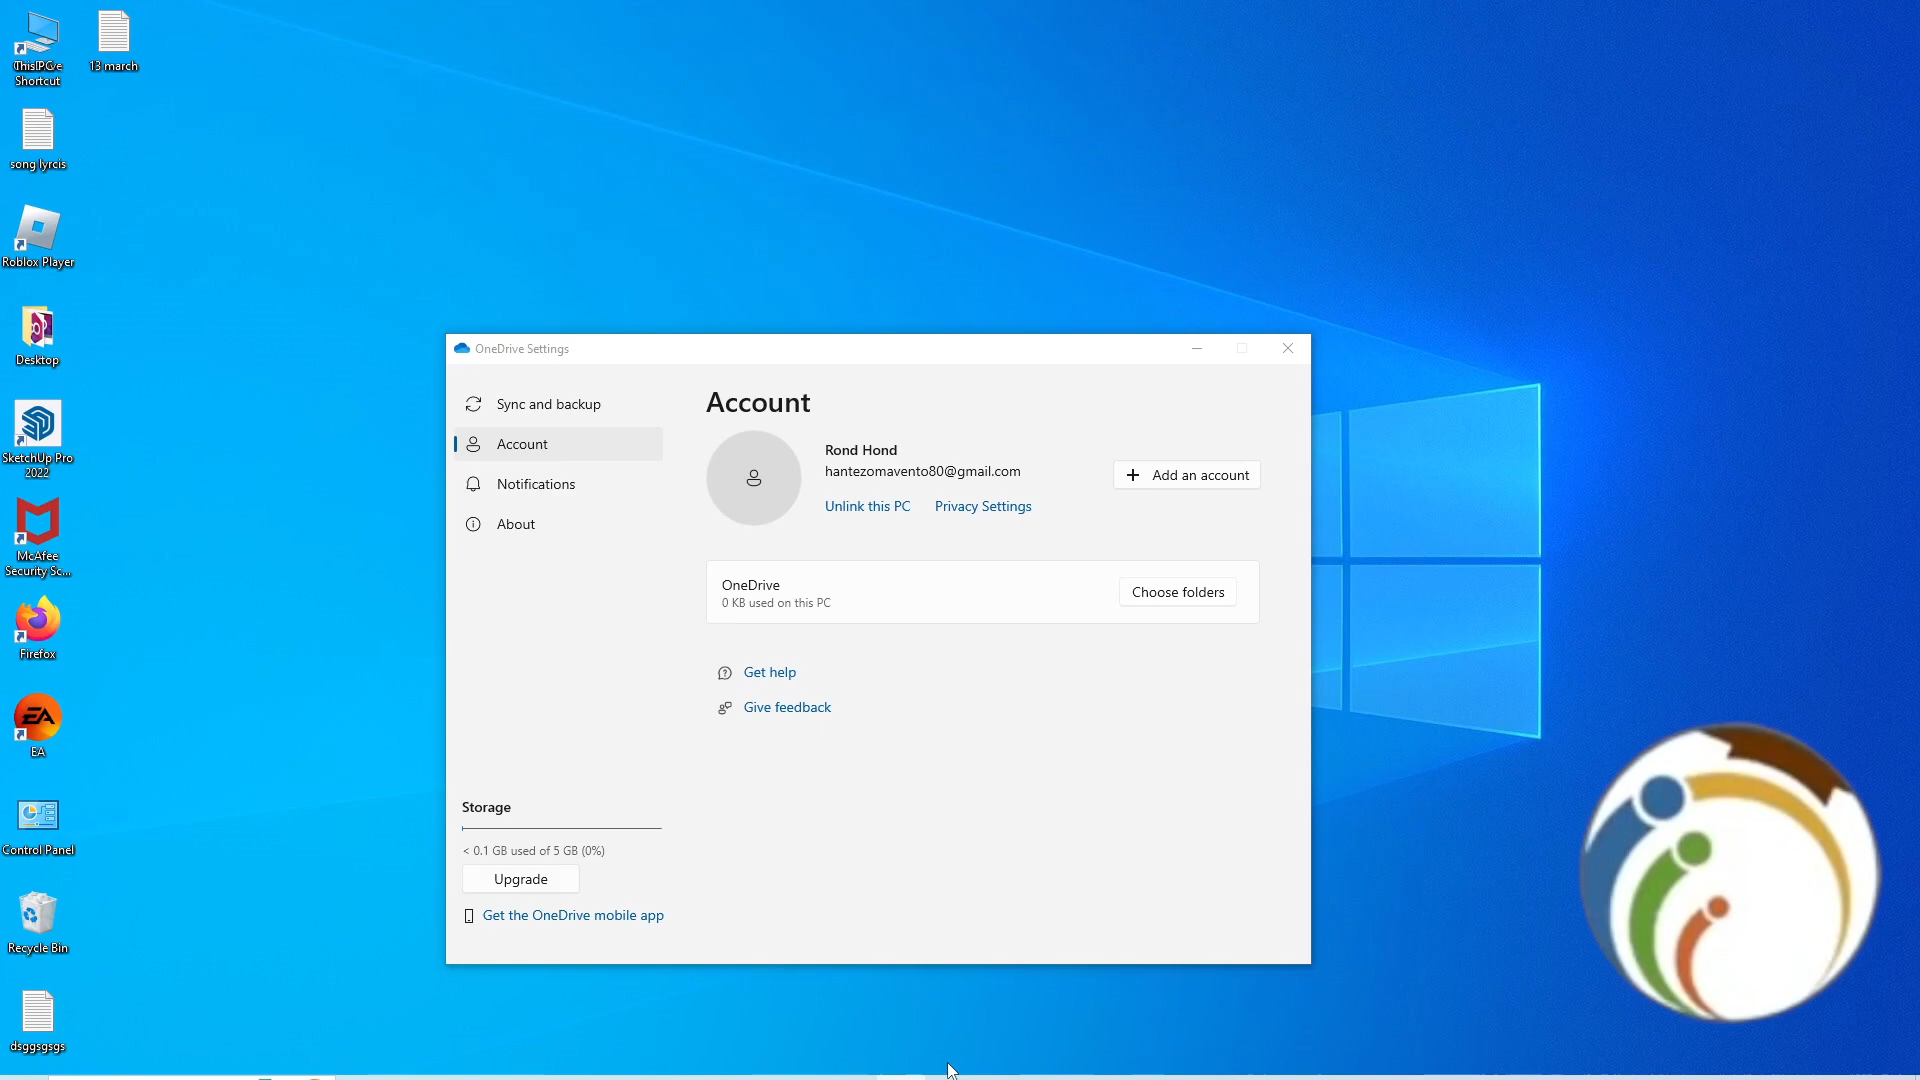 Shortcut
13 march
song lyrcis
Roblox Player
Desktop
SketchUp Pro
2022
McAfee
Security Sc...
Firefox
EA
EA
Control Panel
Recycle Bin
dsggsgsgs
OneDrive Settings
Sync and backup
Account
Notifications
About
Account
Rond Hond
hantezomavento80@gmail.com
Unlink this PC Privacy Settings
+ Add an account
OneDrive
0 KB used on this PC
Choose folders
Get help
Give feedback
Storage
< 0.1 GB used of 5 GB (0%)
Upgrade
Get the OneDrive mobile app